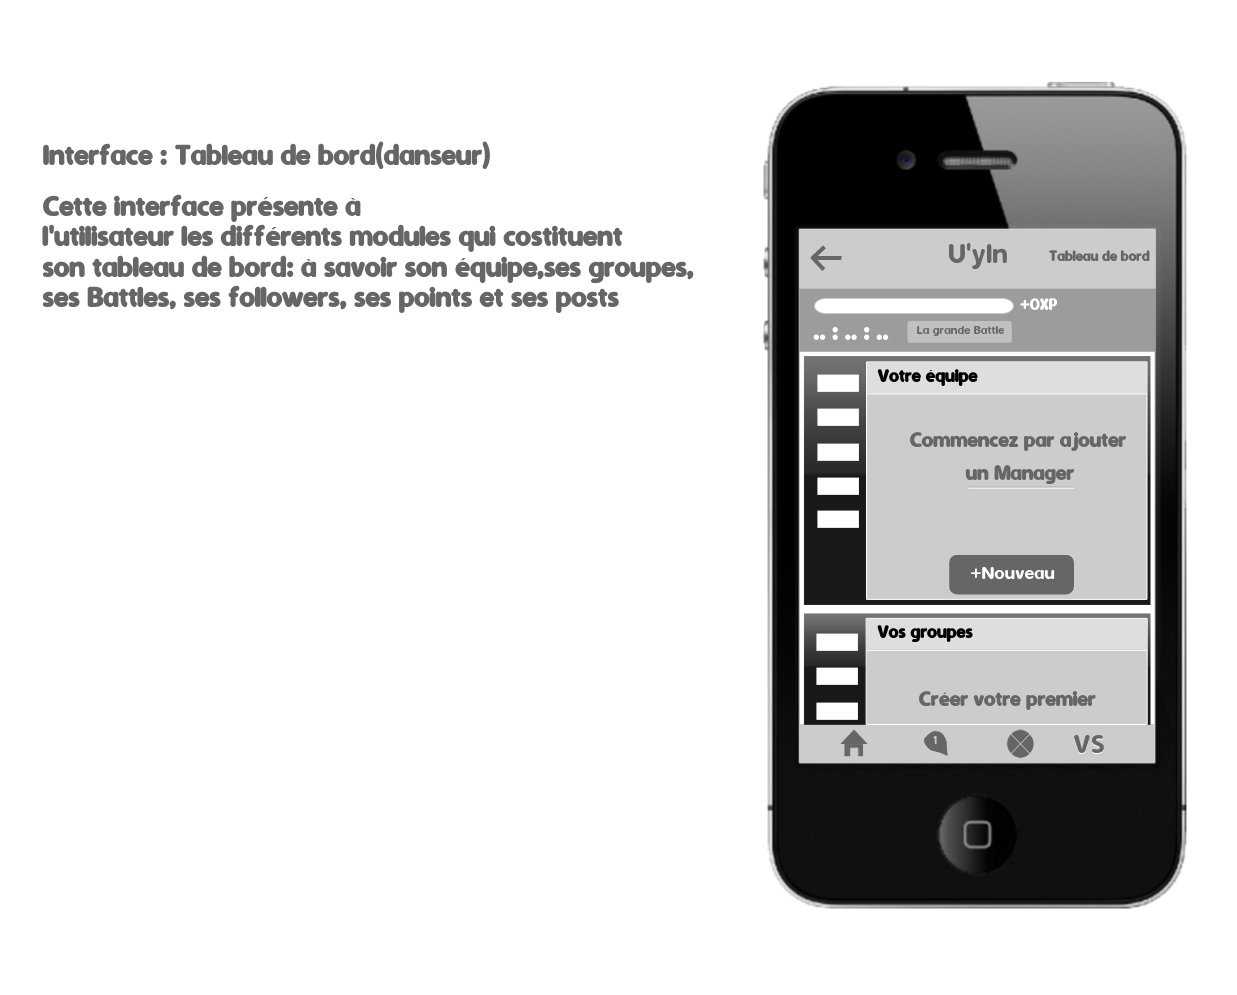 Interface : Tableau de bord(danseur)
Cette interface présente à
l'utilisateur les différents modules qui costituent
son tableau de bord: à savoir son équipe,ses groupes,
ses Battles, ses followers, ses points et ses posts
U'yIn
Tableau de bord
+0XP
.. : .. : ..
La grande Battle
Votre équipe
Commencez par ajouter
un Manager
+Nouveau
Vos groupes
Créer votre premier
1
VS